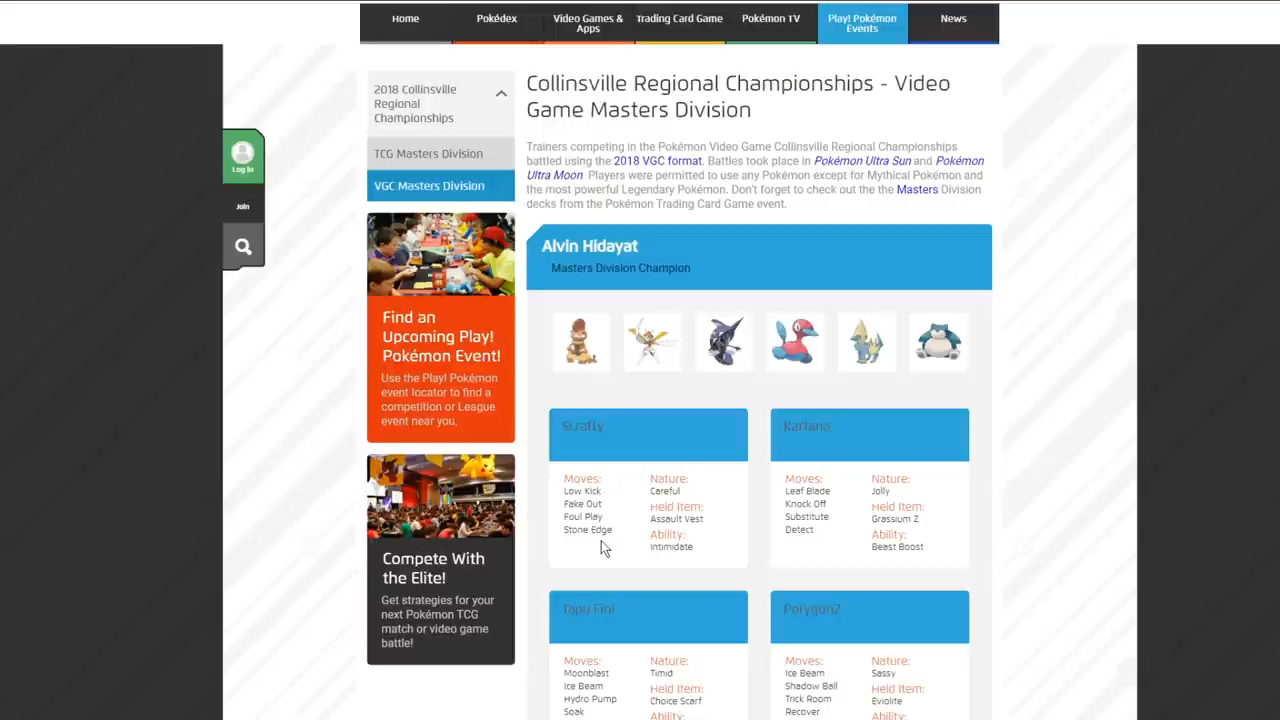 Home
Pokédex
Video Games &
Apps
Trading Card Game
Pokémon TV
Play! Pokémon
Events
News
Log In
Join
2018 Collinsville
Regional
Championships
TCG Masters Division
VGC Masters Division
Find an
Upcoming Play!
Pokémon Event!
Use the Play! Pokémon
event locator to find a
competition or League
event near you.
Compete With
the Elite!
Get strategies for your
next Pokémon TCG
match or video game
battle!
Collinsville Regional Championships - Video
Game Masters Division
Trainers competing in the Pokémon Video Game Collinsville Regional Championships
battled using the 2018 VGC format. Battles took place in Pokémon Ultra Sun and Pokémon
Ultra Moon. Players were permitted to use any Pokémon except for Mythical Pokémon and
the most powerful Legendary Pokémon. Don't forget to check out the the Masters Division
decks from the Pokémon Trading Card Game event.
Alvin Hidayat
Masters Division Champion
Scrafty
Moves:
Low Kick
Fake Out
Foul Play
Stone Edge
Nature:
Careful
Held Item:
Assault Vest
Ability:
Intimidate
Kartana
Moves:
Leaf Blade
Knock Off
Substitute
Detect
Nature:
Jolly
Held Item:
Grassium Z
Ability:
Beast Boost
Tapu Fini
Moves:
Moonblast
Ice Beam
Hydro Pump
Soak
Nature:
Timid
Held Item:
Choice Scarf
Ability:
Porygon2
Moves:
Ice Beam
Shadow Ball
Trick Room
Recover
Nature:
Sassy
Held Item:
Eviolite
Ability: